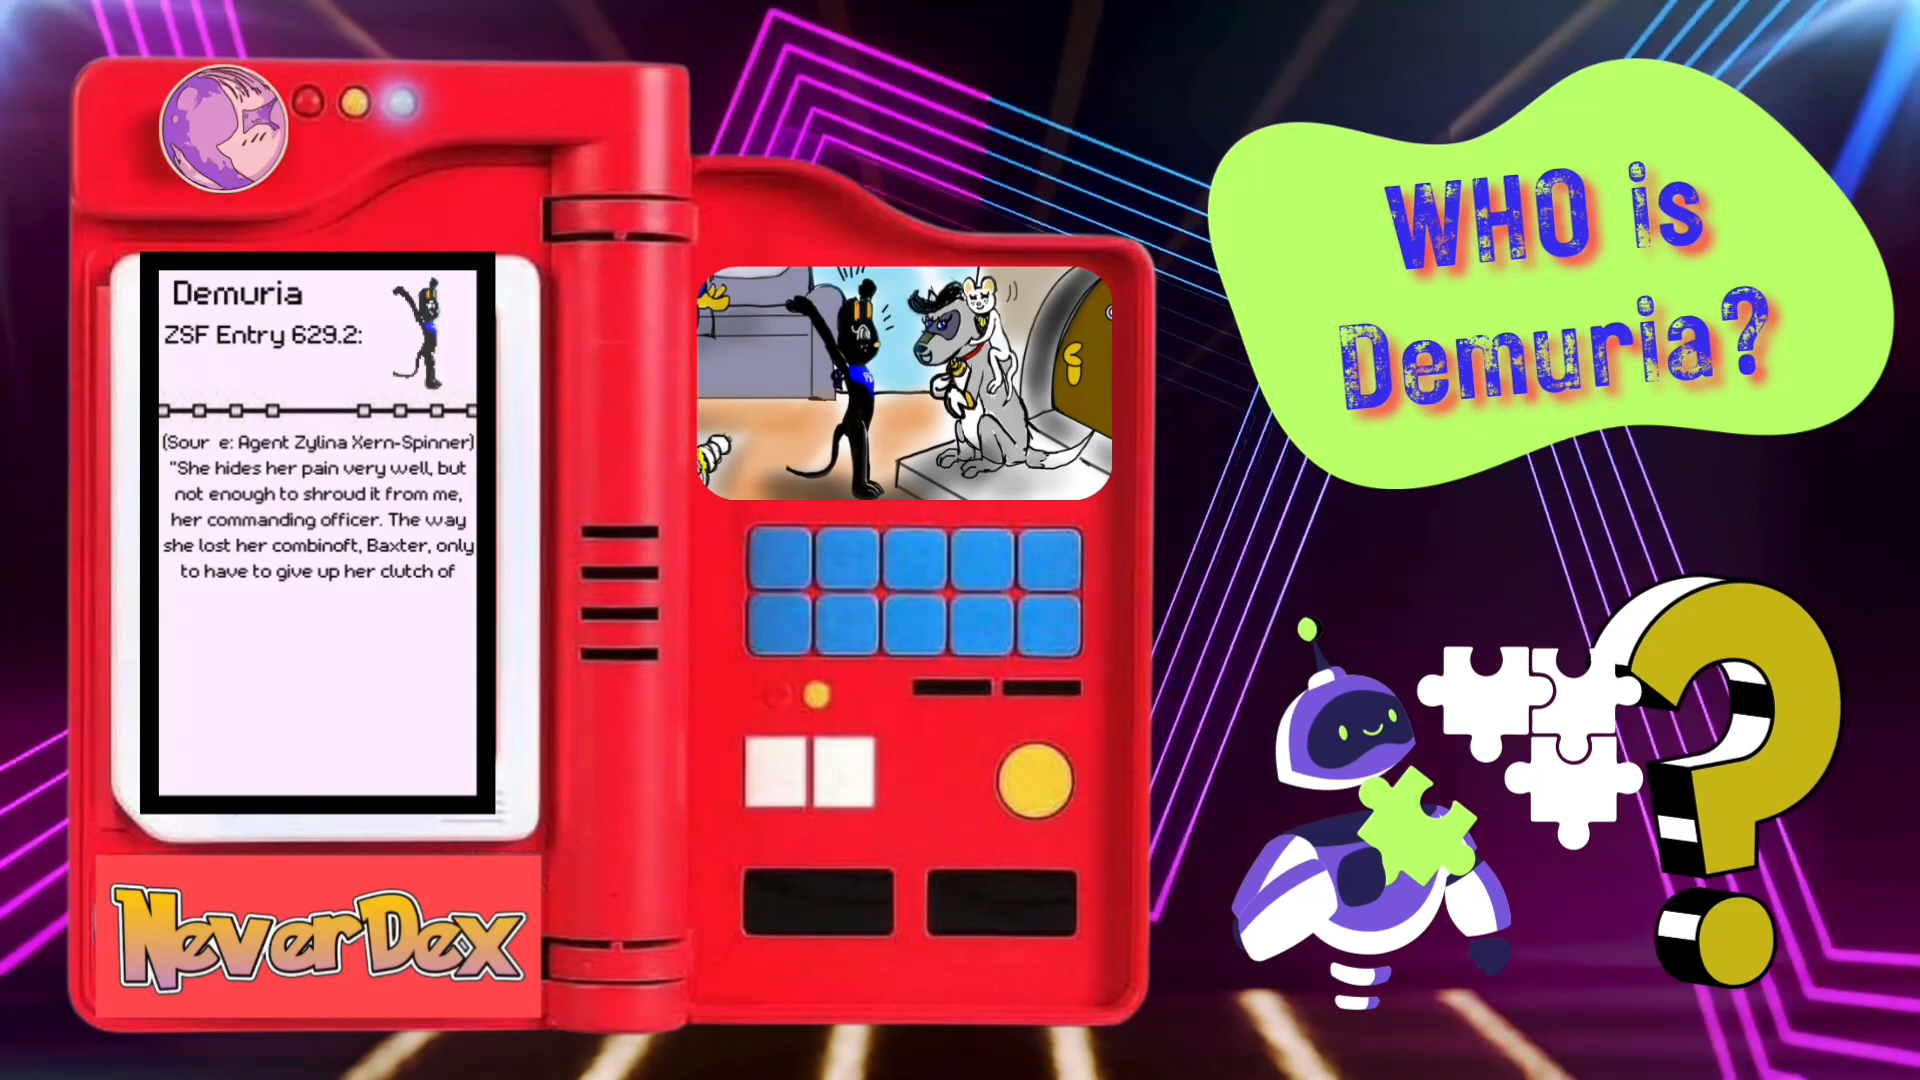 Demuria
ZSF Entry 629.2:
(Sour e: Agent Zylina Xern-Spinner)
"She hides her pain very well, but
not enough to shroud it from me,
her commanding officer. The way
she lost her combinoft, Baxter, only
to have to give up her clutch of
NeverDex
WHO is
Demuria?